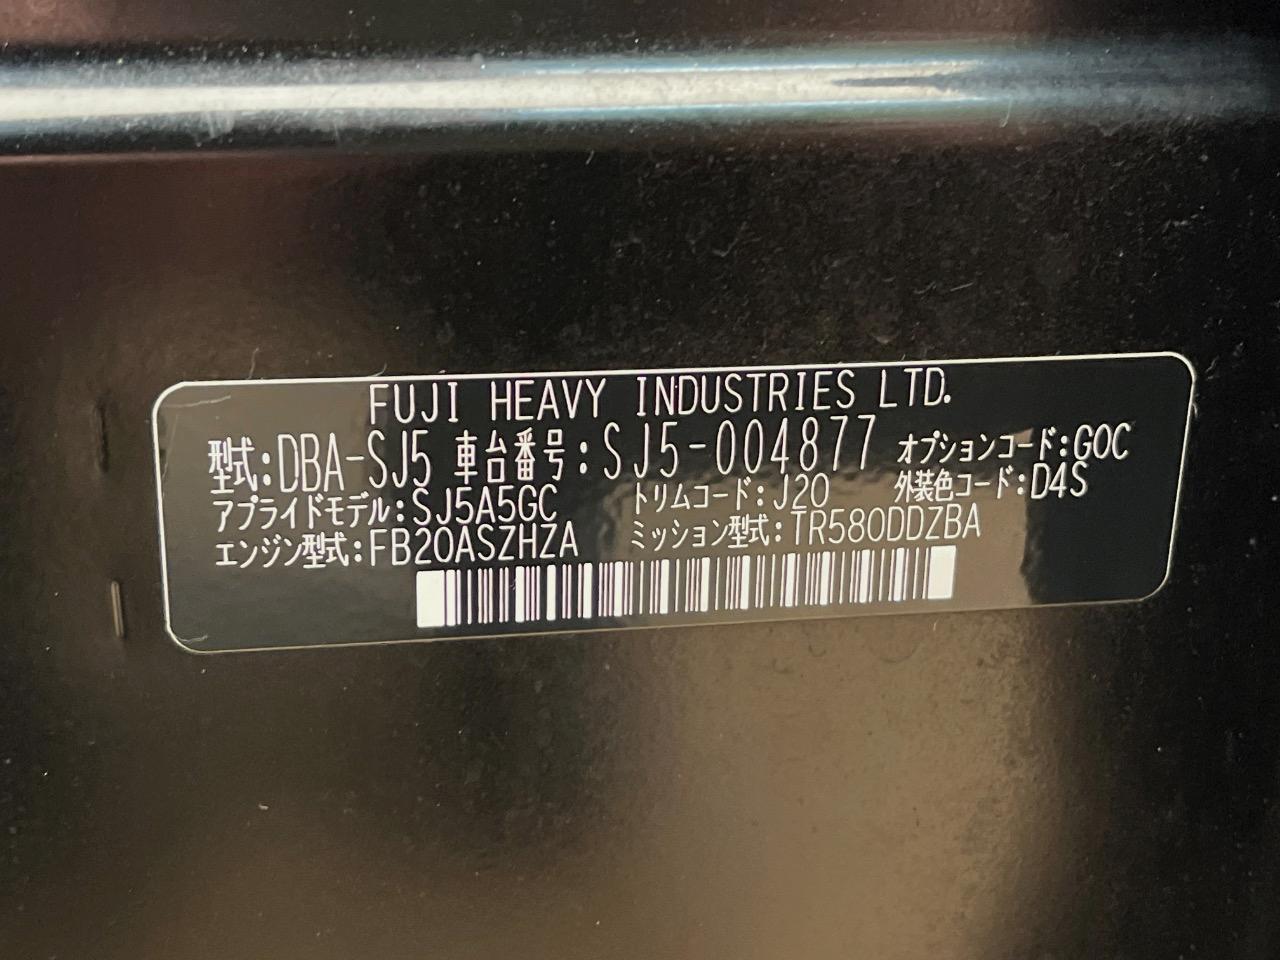 FUJI HEAVY INDUSTRIES LTD.
型式:DBA-SJ5 車台番号:SJ5-004877 オプションコード:GOC
アプライドモデル:SJ5A5GC トリムコード:J20 外装色コード:D4S
エンジン型式:FB20ASZHZA ミッション型式:TR580DDZBA